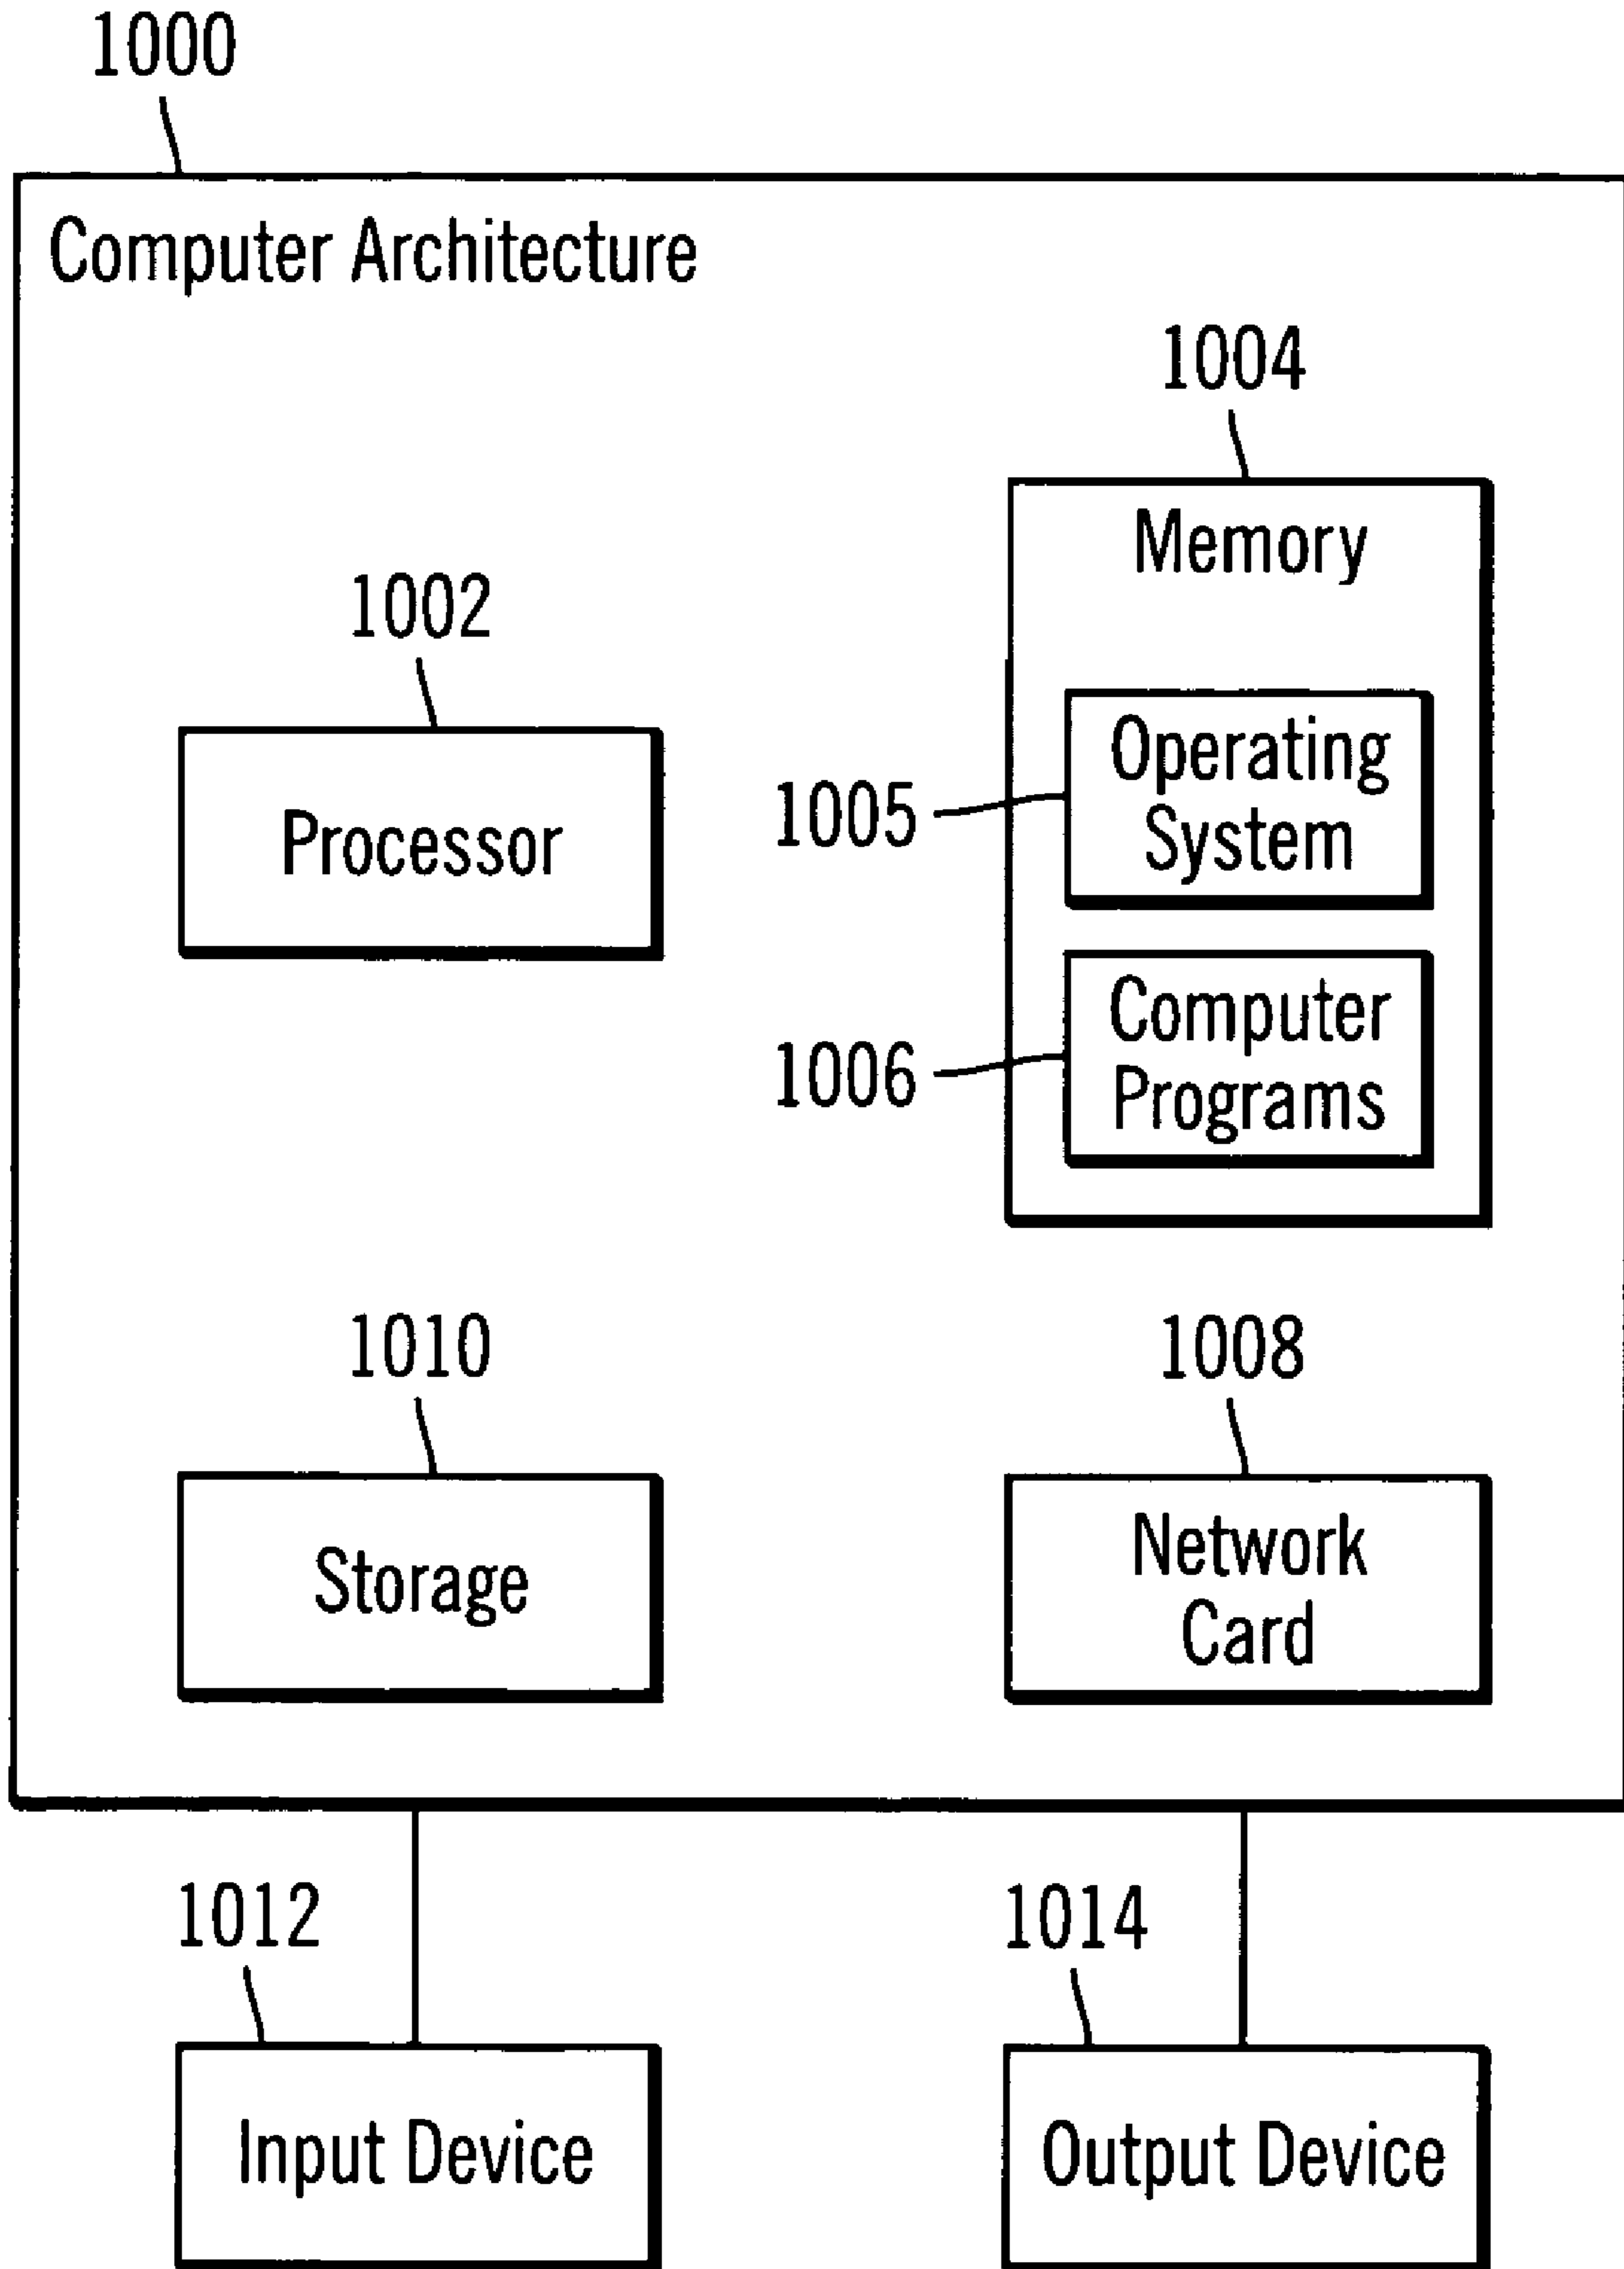 1000
Computer Architecture
1004
Memory
1002
Processor
1005
Operating
System
1006
Computer
Programs
1010
Storage
1008
Network
Card
1012
Input Device
1014
Output Device